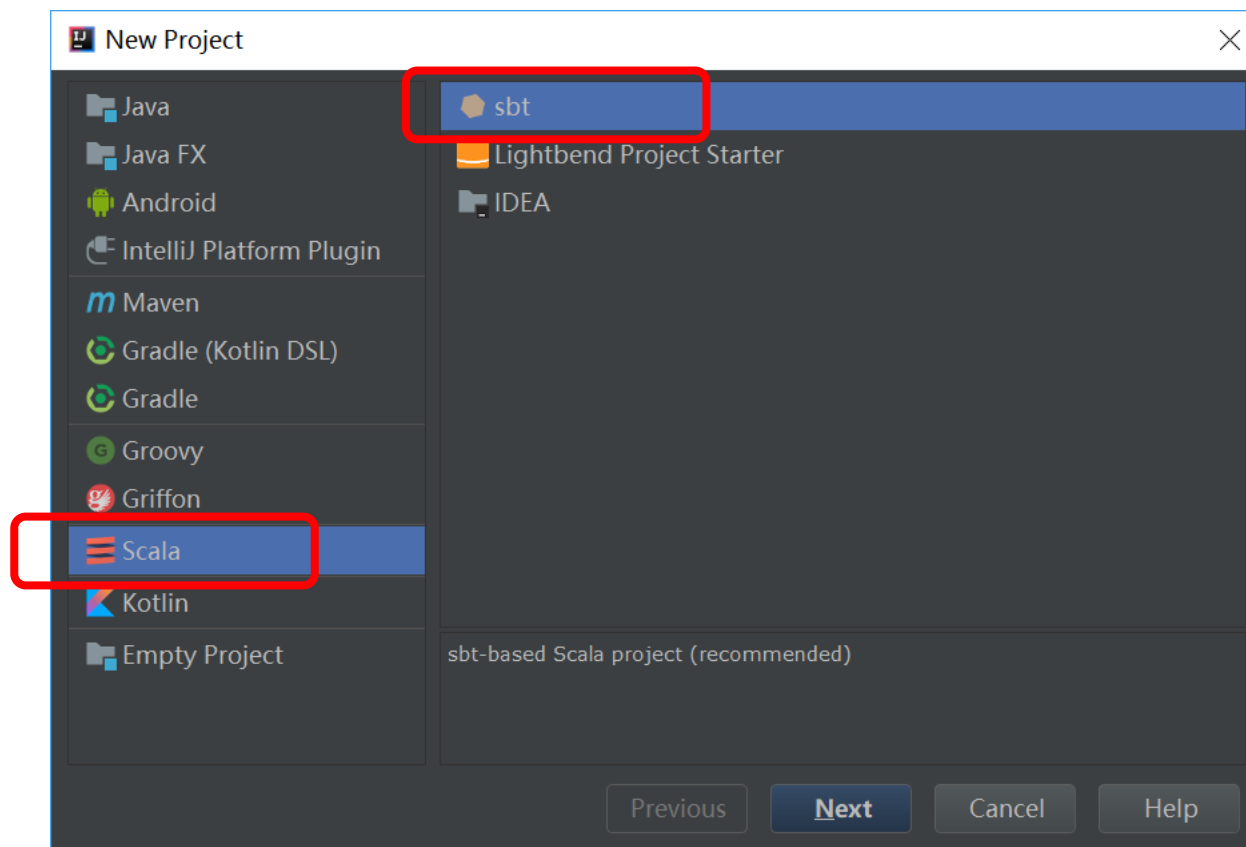 New Project
Java
Java FX
Android
IntelliJ Platform Plugin
Maven
Gradle (Kotlin DSL)
Gradle
Groovy
Griffon
Scala
Kotlin
Empty Project
sbt
Lightbend Project Starter
IDEA
sbt-based Scala project (recommended)
Previous
Next
Cancel
Help